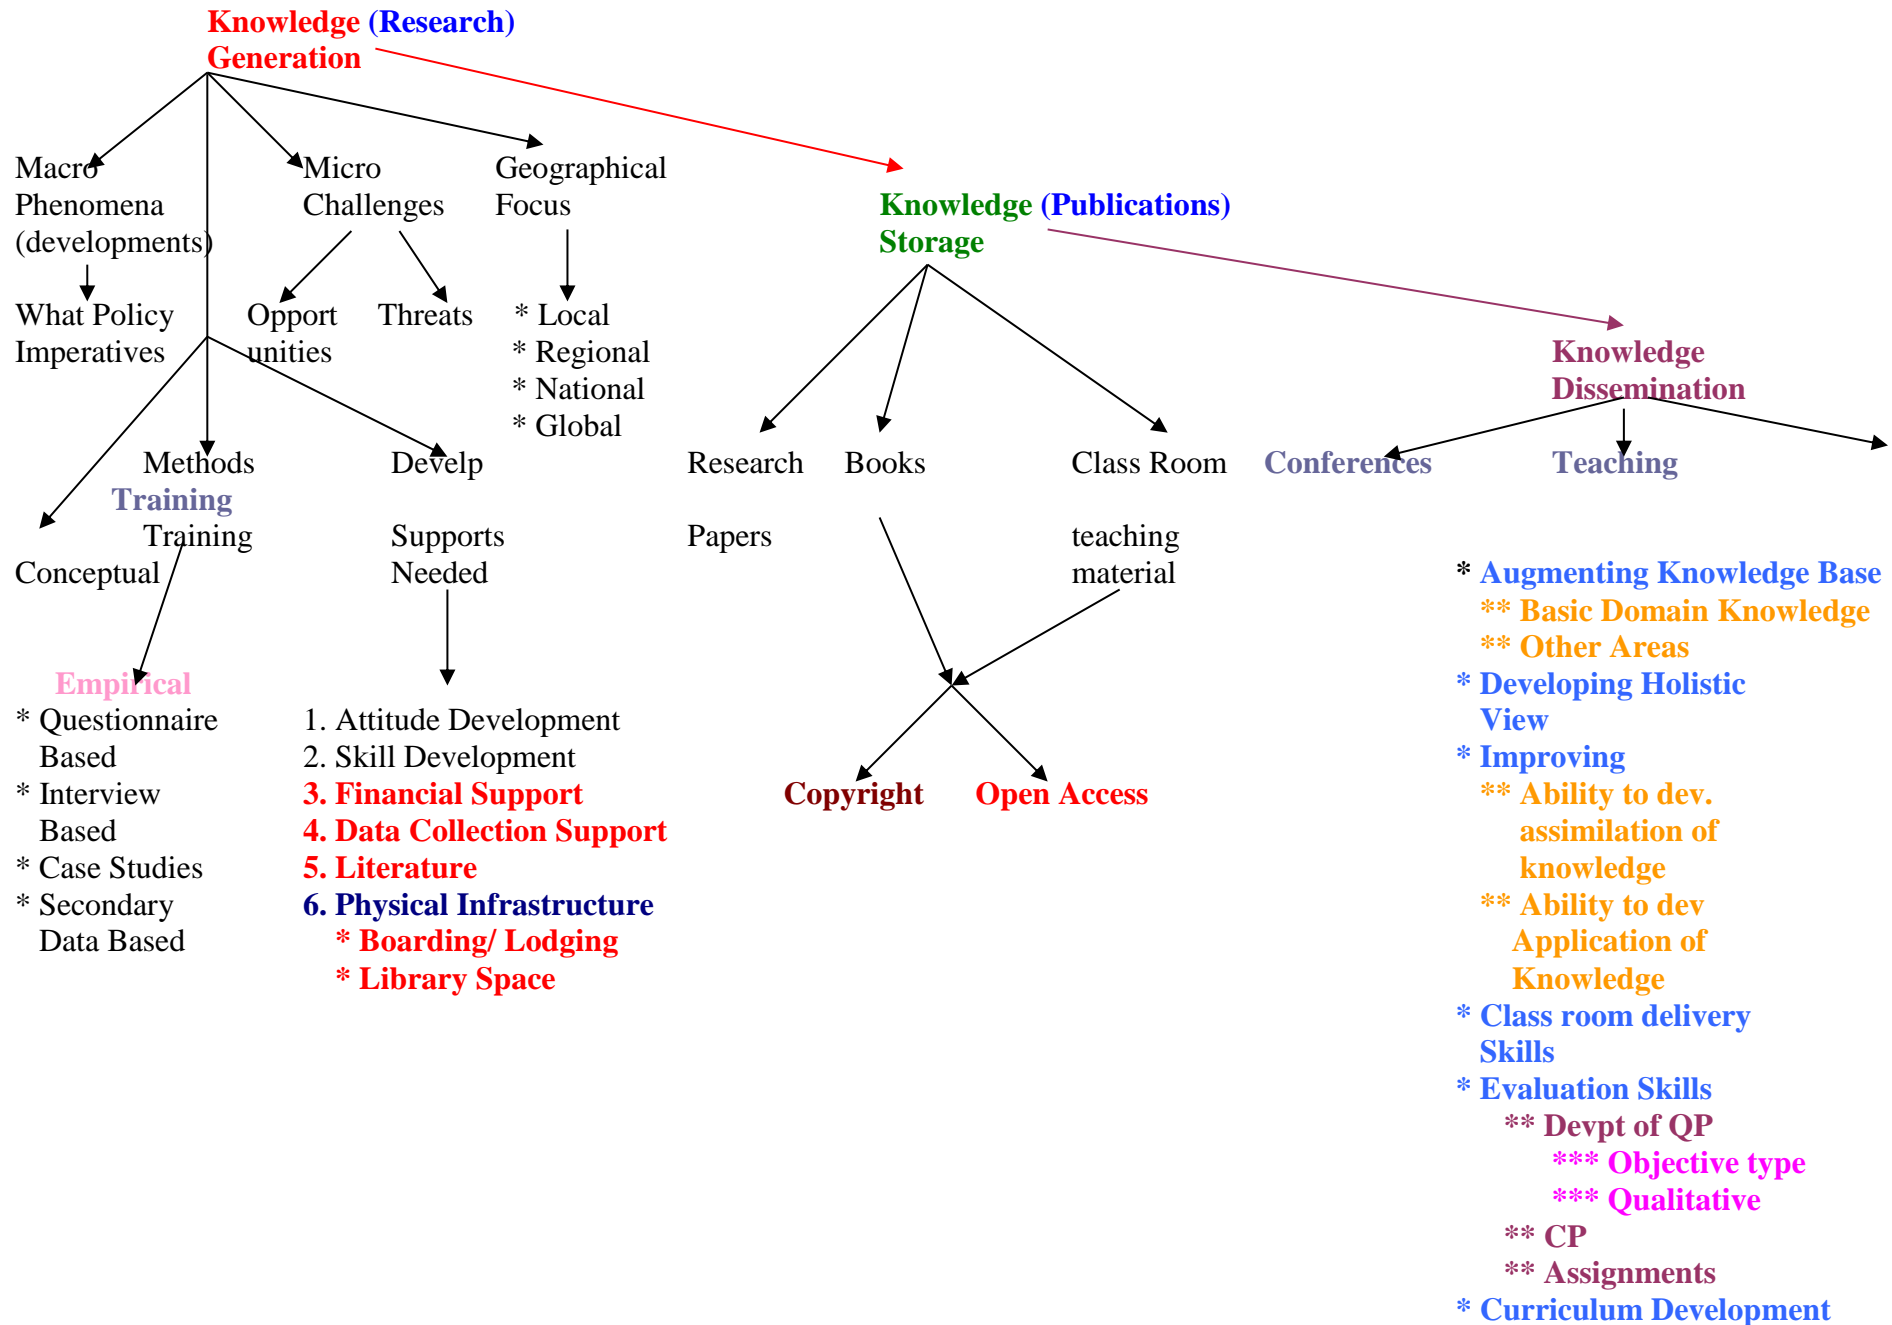 Knowledge (Research)
Generation
Macro
Phenomena
(developments)
What Policy
Imperatives
Micro
Challenges
Opport
unities
Threats
Geographical
Focus
* Local
* Regional
* National
* Global
Methods
Training
Training
Conceptual
Develp
Supports
Needed
Empirical
* Questionnaire
Based
* Interview
Based
* Case Studies
* Secondary
Data Based
1. Attitude Development
2. Skill Development
3. Financial Support
4. Data Collection Support
5. Literature
6. Physical Infrastructure
* Boarding/ Lodging
* Library Space
Knowledge (Publications)
Storage
Research
Papers
Books
Class Room
teaching
material
Copyright
Open Access
Knowledge
Dissemination
Conferences
Teaching
* Augmenting Knowledge Base
** Basic Domain Knowledge
** Other Areas
* Developing Holistic
View
* Improving
** Ability to dev.
assimilation of
knowledge
** Ability to dev
Application of
Knowledge
* Class room delivery
Skills
* Evaluation Skills
** Devpt of QP
*** Objective type
*** Qualitative
** CP
** Assignments
* Curriculum Development